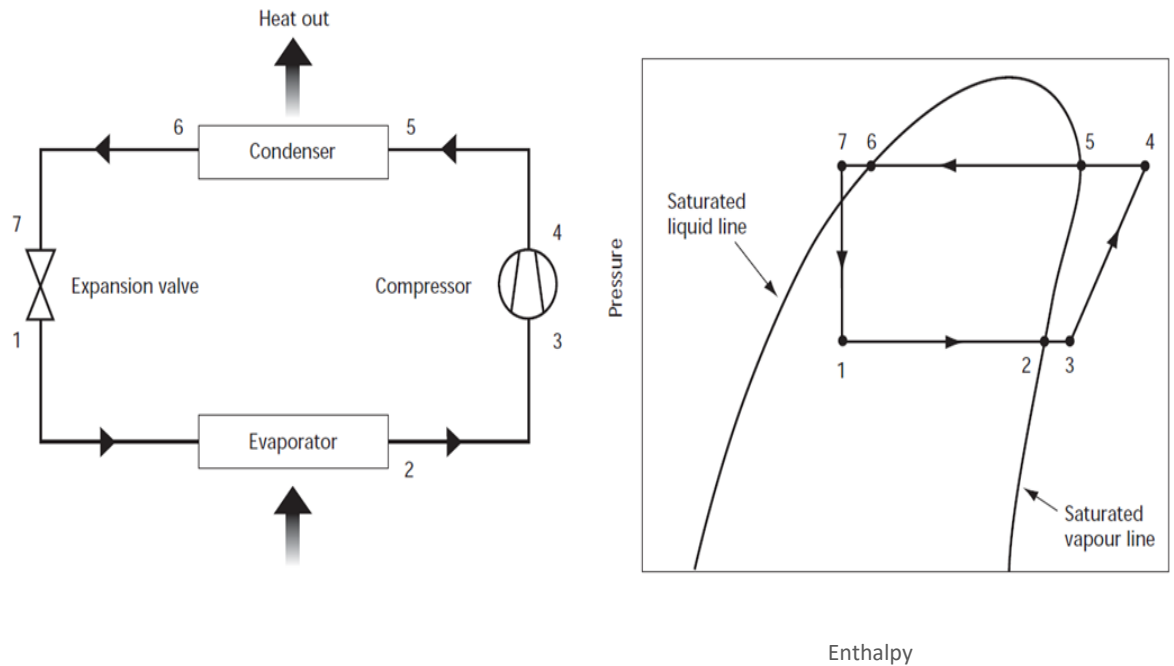 Heat out
6
5
Condenser
7
4
Expansion valve
Compressor
1
3
Evaporator
2
Pressure
7 6
5
4
Saturated
liquid line
1
2
3
Saturated
vapour line
Enthalpy